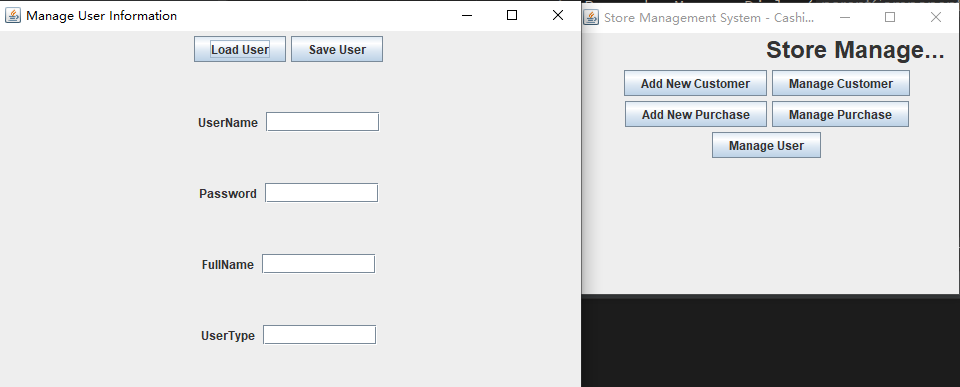 Manage User Information
Load User Save User
UserName
Password
FullName
UserType
Store Management System - Cashi...
Store Manage...
Add New Customer Manage Customer
Add New Purchase Manage Purchase
Manage User